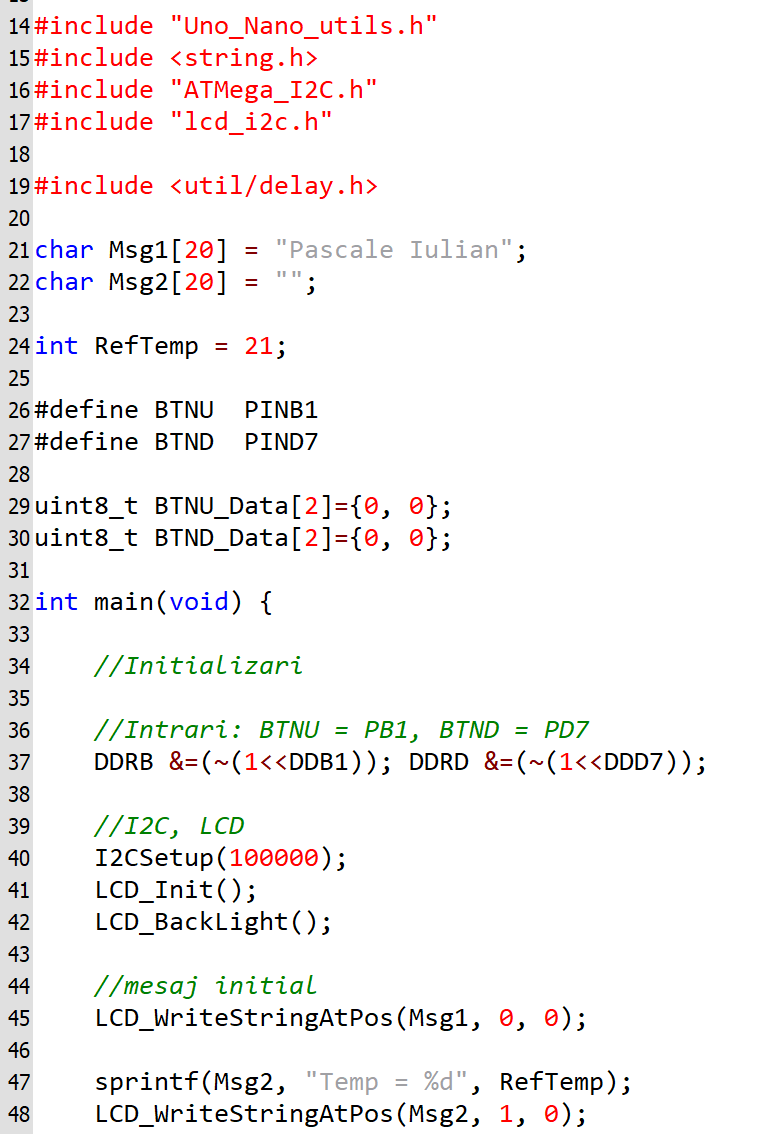 14 #include "Uno_Nano_utils.h"
15 #include <string.h>
16 #include "ATMega_I2C.h"
17 #include "lcd_i2c.h"
18
19 #include <util/delay.h>
20
21 char Msg1[20] = "Pascale Iulian";
22 char Msg2[20] = "";
23
24 int RefTemp = 21;
25
26 #define BTNU  PINB1
27 #define BTND  PIND7
28
29 uint8_t BTNU_Data[2]={0, 0};
30 uint8_t BTND_Data[2]={0, 0};
31
32 int main(void) {
33
34     //Initializari
35
36     //Intrari: BTNU = PB1, BTND = PD7
37     DDRB &=(~(1<<DDB1)); DDRD &=(~(1<<DDD7));
38
39     //I2C, LCD
40     I2CSetup(100000);
41     LCD_Init();
42     LCD_BackLight();
43
44     //mesaj initial
45     LCD_WriteStringAtPos(Msg1, 0, 0);
46
47     sprintf(Msg2, "Temp = %d", RefTemp);
48     LCD_WriteStringAtPos(Msg2, 1, 0);